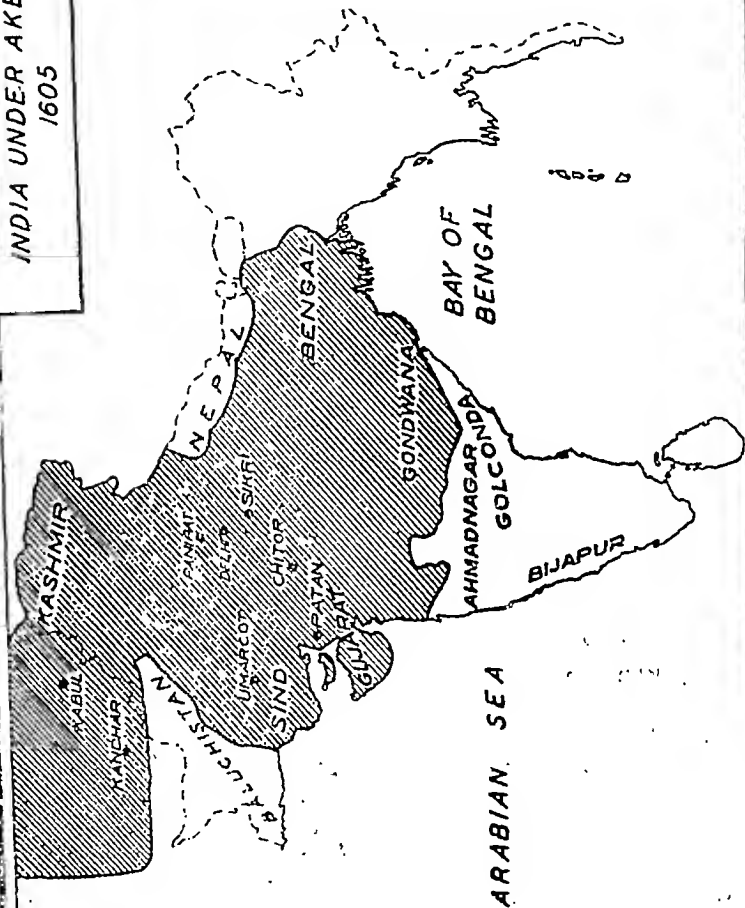 INDIA UNDER AKB
1605
KASHMIR
KABUL
KANDHAR
NEPAL
PANIPAT
DELHI
SIKRI
BALUCHISTAN
UMARCOT
CHITOR
SIND
PATAN
GUJARAT
BENGAL
GONDWANA
AHMADNAGAR
GOLCONDA
BIJAPUR
BAY OF
BENGAL
ARABIAN SEA